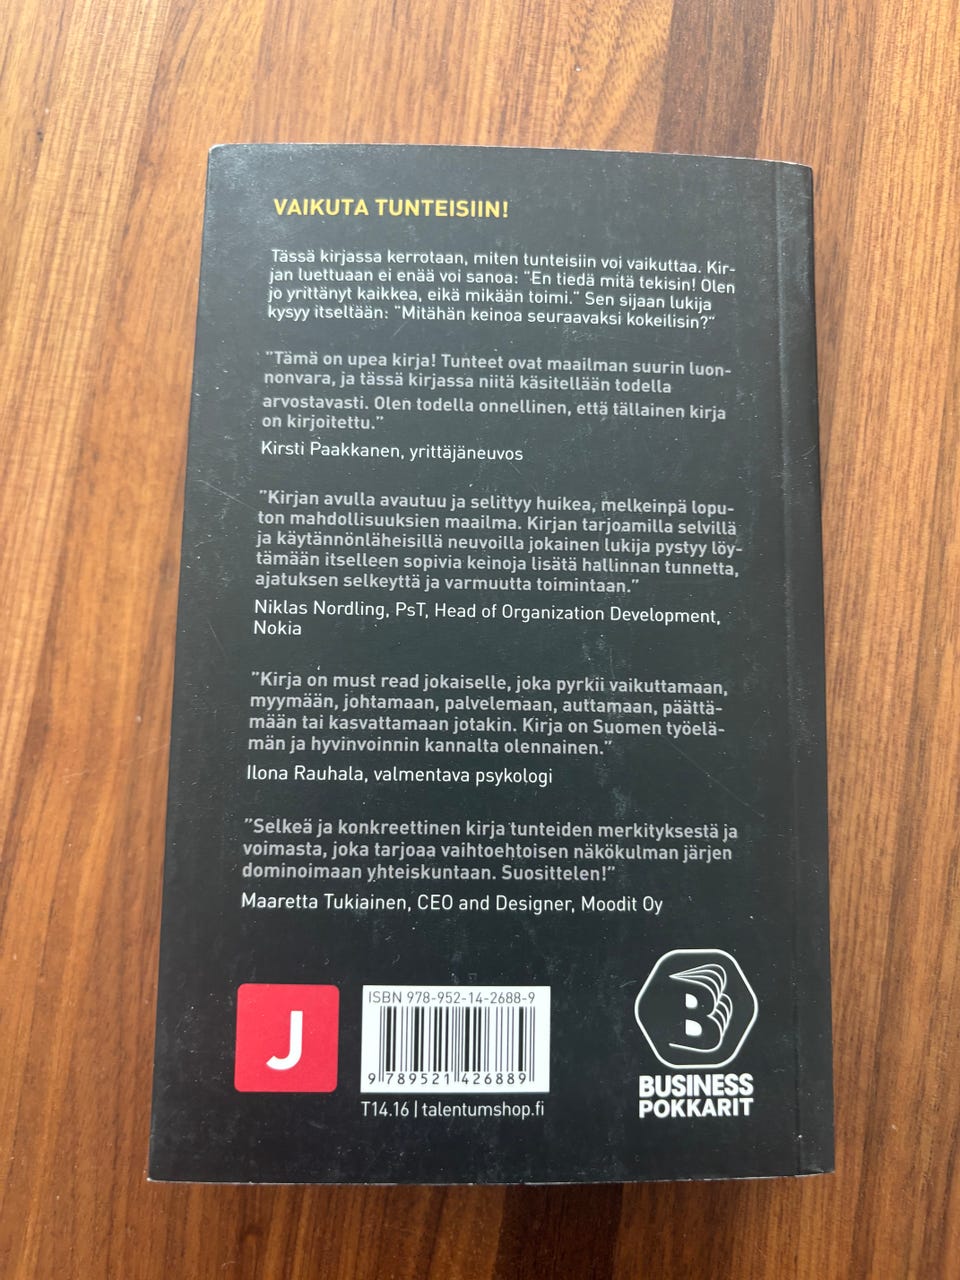 VAIKUTA TUNTEISIIN!
Tässä kirjassa kerrotaan, miten tunteisiin voi vaikuttaa. Kir-
jan luettuaan ei enää voi sanoa: "En tiedä mitä tekisin! Olen
jo yrittänyt kaikkea, eikä mikään toimi." Sen sijaan lukija
kysyy itseltään: "Mitähän keinoa seuraavaksi kokeilisin?"
"Tämä on upea kirja! Tunteet ovat maailman suurin luon-
nonvara, ja tässä kirjassa niitä käsitellään todella
arvostavasti. Olen todella onnellinen, että tällainen kirja
on kirjoitettu."
Kirsti Paakkanen, yrittäjäneuvos
"Kirjan avulla avautuu ja selittyy huikea, melkeinpä lopu-
ton mahdollisuuksien maailma. Kirjan tarjoamilla selvillä
ja käytännönläheisillä neuvoilla jokainen lukija pystyy löy-
tämään itselleen sopivia keinoja lisätä hallinnan tunnetta,
ajatuksen selkeyttä ja varmuutta toimintaan."
Niklas Nordling, PsT, Head of Organization Development,
Nokia
"Kirja on must read jokaiselle, joka pyrkii vaikuttamaan,
myymään, johtamaan, palvelemaan, auttamaan, päättä-
mään tai kasvattamaan jotakin. Kirja on Suomen työelä-
män ja hyvinvoinnin kannalta olennainen."
Ilona Rauhala, valmentava psykologi
"Selkeä ja konkreettinen kirja tunteiden merkityksestä ja
voimasta, joka tarjoaa vaihtoehtoisen näkökulman järjen
dominoimaan yhteiskuntaan. Suosittelen!"
Maaretta Tukiainen, CEO and Designer, Moodit Oy
J
ISBN 978-952-14-2688-9
9 789521 426889
T14.16 | talentumshop.fi
B
BUSINESS
POKKARIT